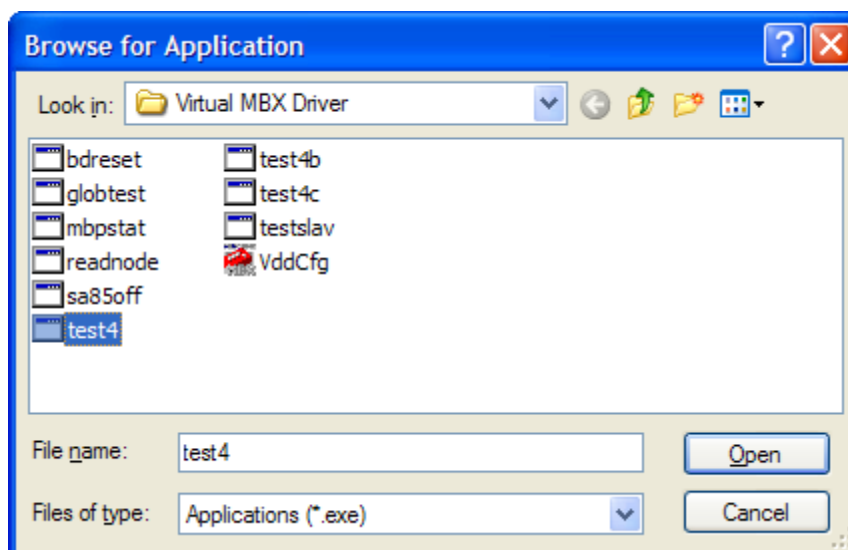 Browse for Application
Look in: Virtual MBX Driver
bdreset
globtest
mbpstat
readnode
sa85off
test4
test4b
test4c
testslav
VddCfg
File name: test4
Open
Files of type: Applications (*.exe)
Cancel